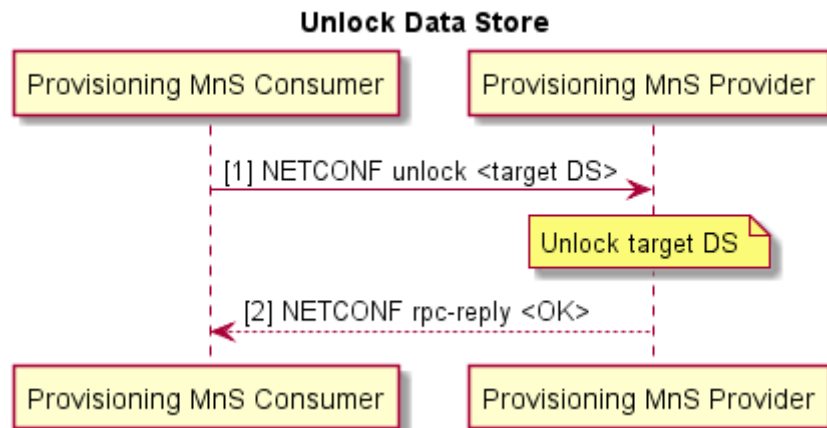 Unlock Data Store
Provisioning MnS Consumer
Provisioning MnS Provider
[1] NETCONF unlock <target DS>
Unlock target DS
[2] NETCONF rpc-reply <OK>
Provisioning MnS Consumer
Provisioning MnS Provider